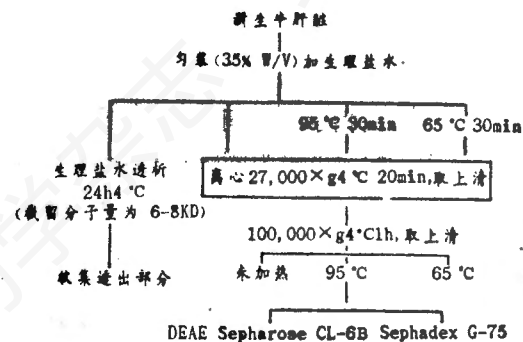 新生牛肝脏
匀浆(35% W/V)加生理盐水
95 ℃ 30min 65 ℃ 30min
生理盐水透析
24h4 ℃
(截留分子量为 6-8KD)
离心27,000×g4 ℃ 20min,取上清
100,000×g4℃1h,取上清
收集透出部分
未加热 95 ℃ 65 ℃
DEAE Sepharose CL-6B Sephadex G-75